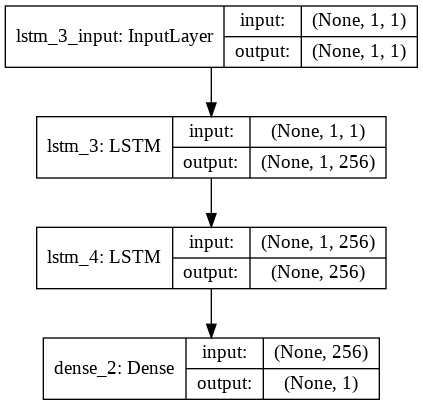 lstm_3_input: InputLayer
input: (None, 1, 1)
output: (None, 1, 1)
lstm_3: LSTM
input: (None, 1, 1)
output: (None, 1, 256)
lstm_4: LSTM
input: (None, 1, 256)
output: (None, 256)
dense_2: Dense
input: (None, 256)
output: (None, 1)